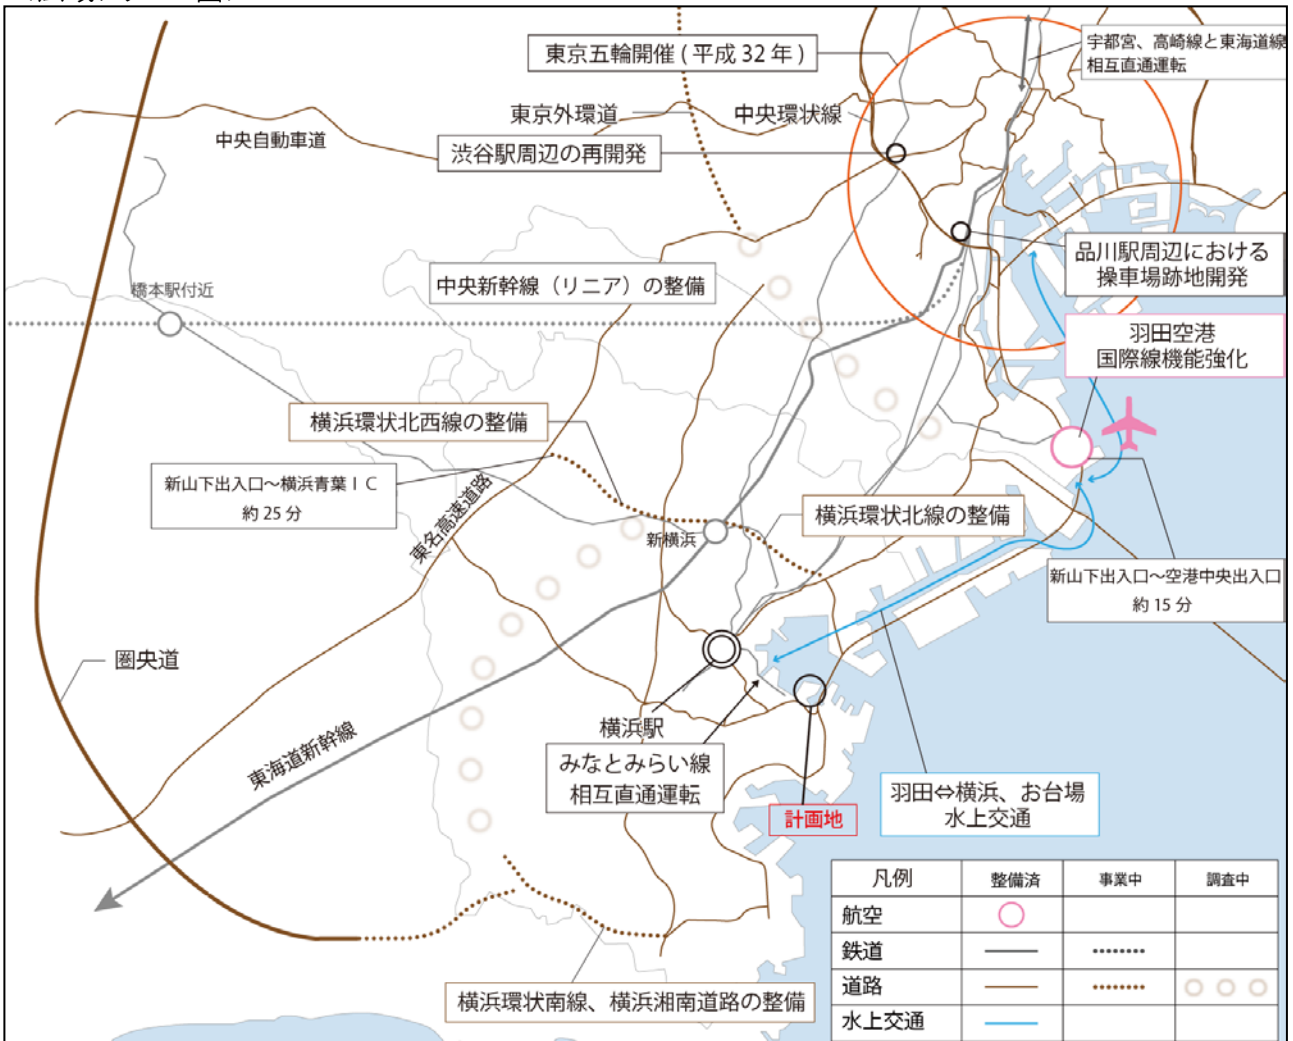 東京五輪開催 ( 平成 32 年 )
宇都宮、高崎線と東海道線
相互直通運転
東京外環道
中央環状線
中央自動車道
渋谷駅周辺の再開発
品川駅周辺における
操車場跡地開発
中央新幹線（リニア）の整備
橋本駅付近
羽田空港
国際線機能強化
横浜環状北西線の整備
新山下出入口～横浜青葉ＩＣ
約 25 分
東名高速道路
新横浜
横浜環状北線の整備
新山下出入口～空港中央出入口
約 15 分
圏央道
東海道新幹線
横浜駅
みなとみらい線
相互直通運転
計画地
羽田⇔横浜、お台場
水上交通
横浜環状南線、横浜湘南道路の整備
凡例 整備済 事業中 調査中
航空
鉄道
道路
水上交通